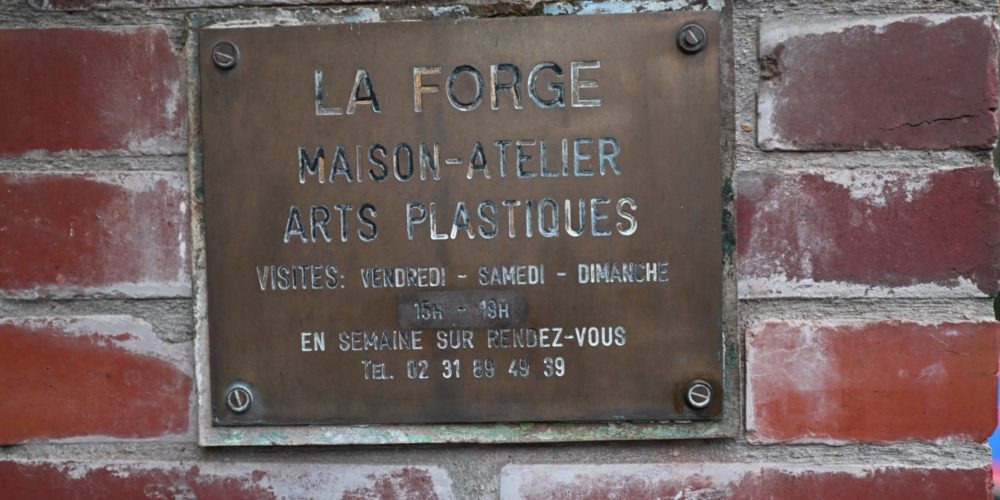 LA FORGE
MAISON-ATELIER
ARTS PLASTIQUES
VISITES: VENDREDI - SAMEDI - DIMANCHE
15H - 19H
EN SEMAINE SUR RENDEZ-VOUS
TEL. 02 31 89 49 39